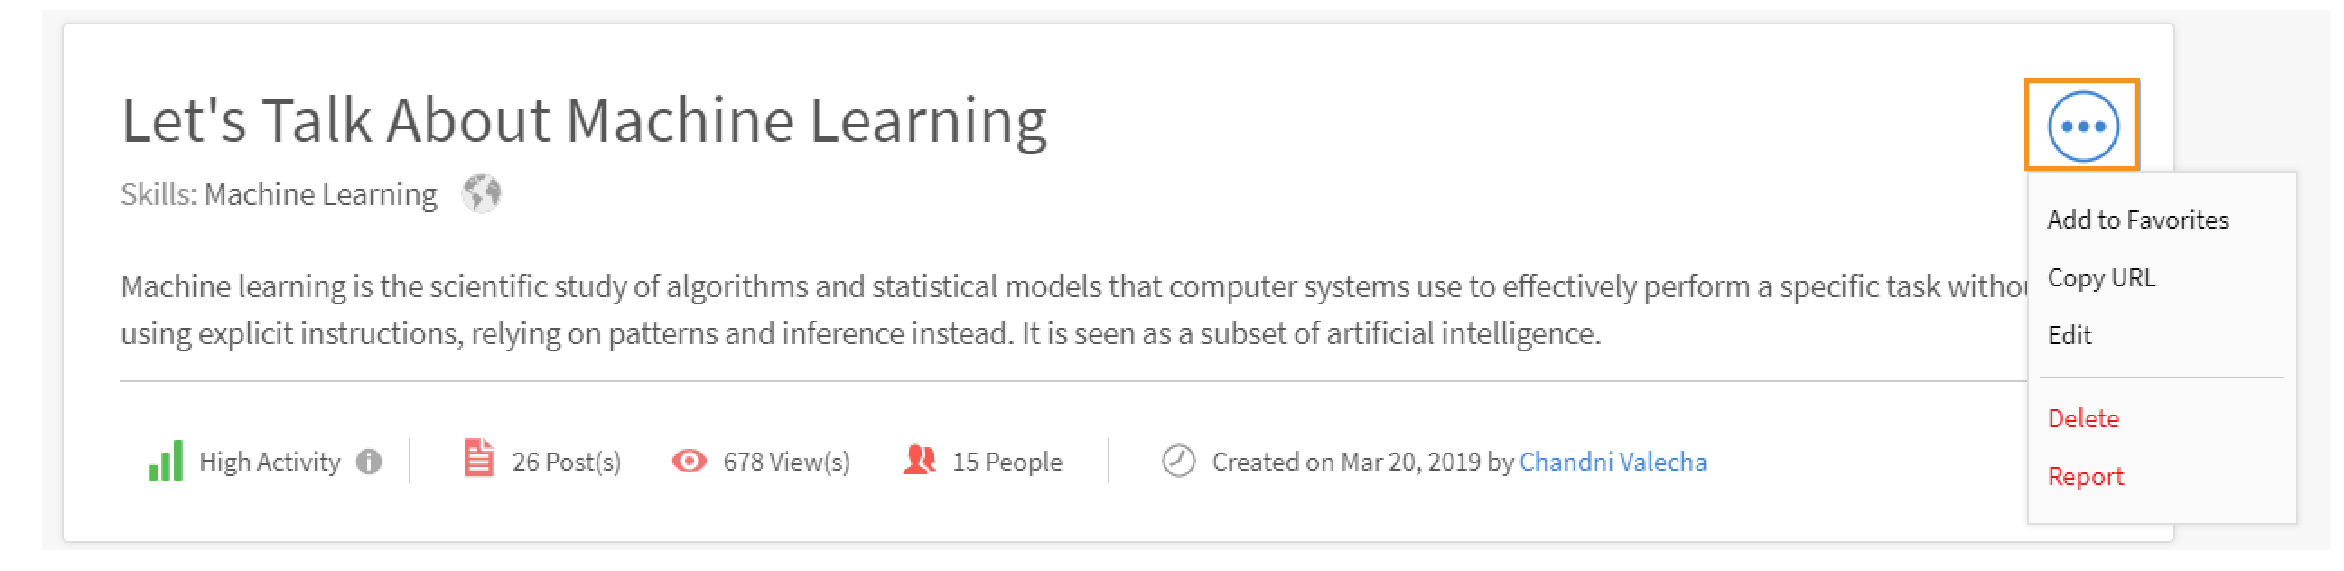 Let's Talk About Machine Learning
Skills: Machine Learning
Machine learning is the scientific study of algorithms and statistical models that computer systems use to effectively perform a specific task
using explicit instructions, relying on patterns and inference instead. It is seen as a subset of artificial intelligence.
High Activity
26 Post(s)
678 View(s)
15 People
Created on Mar 20, 2019 by Chandni Valecha
Add to Favorites
Copy URL
Edit
Delete
Report